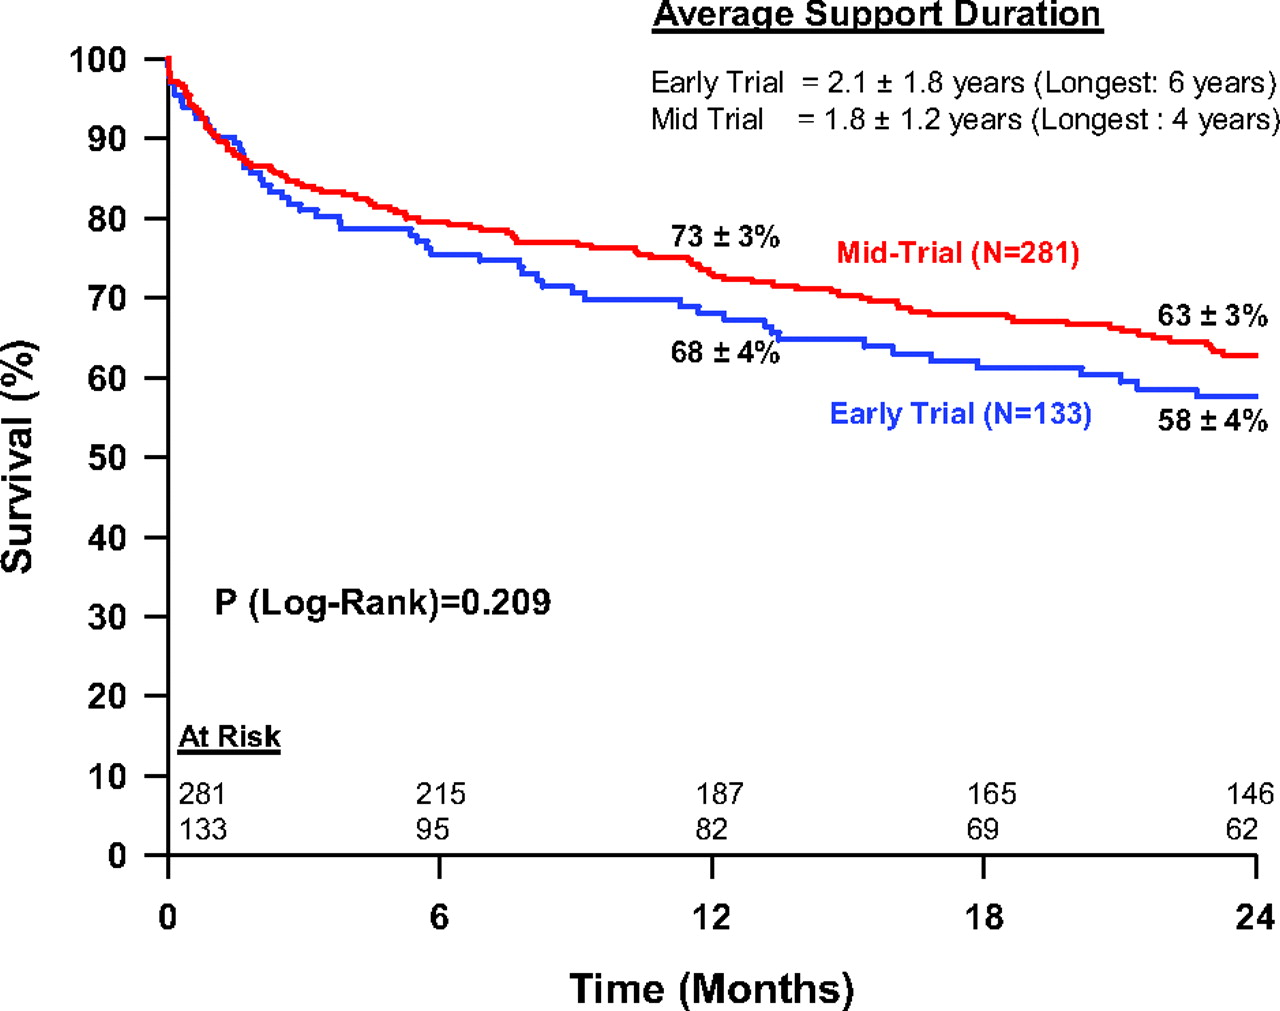 Average Support Duration
Early Trial = 2.1 ± 1.8 years (Longest: 6 years)
Mid Trial = 1.8 ± 1.2 years (Longest : 4 years)
100
90
80
70
60
50
40
30
20
10
0
Survival (%)
73 ± 3%
Mid-Trial (N=281)
63 ± 3%
68 ± 4%
Early Trial (N=133)
58 ± 4%
P (Log-Rank)=0.209
At Risk
281 215 187 165 146
133 95 82 69 62
0 6 12 18 24
Time (Months)